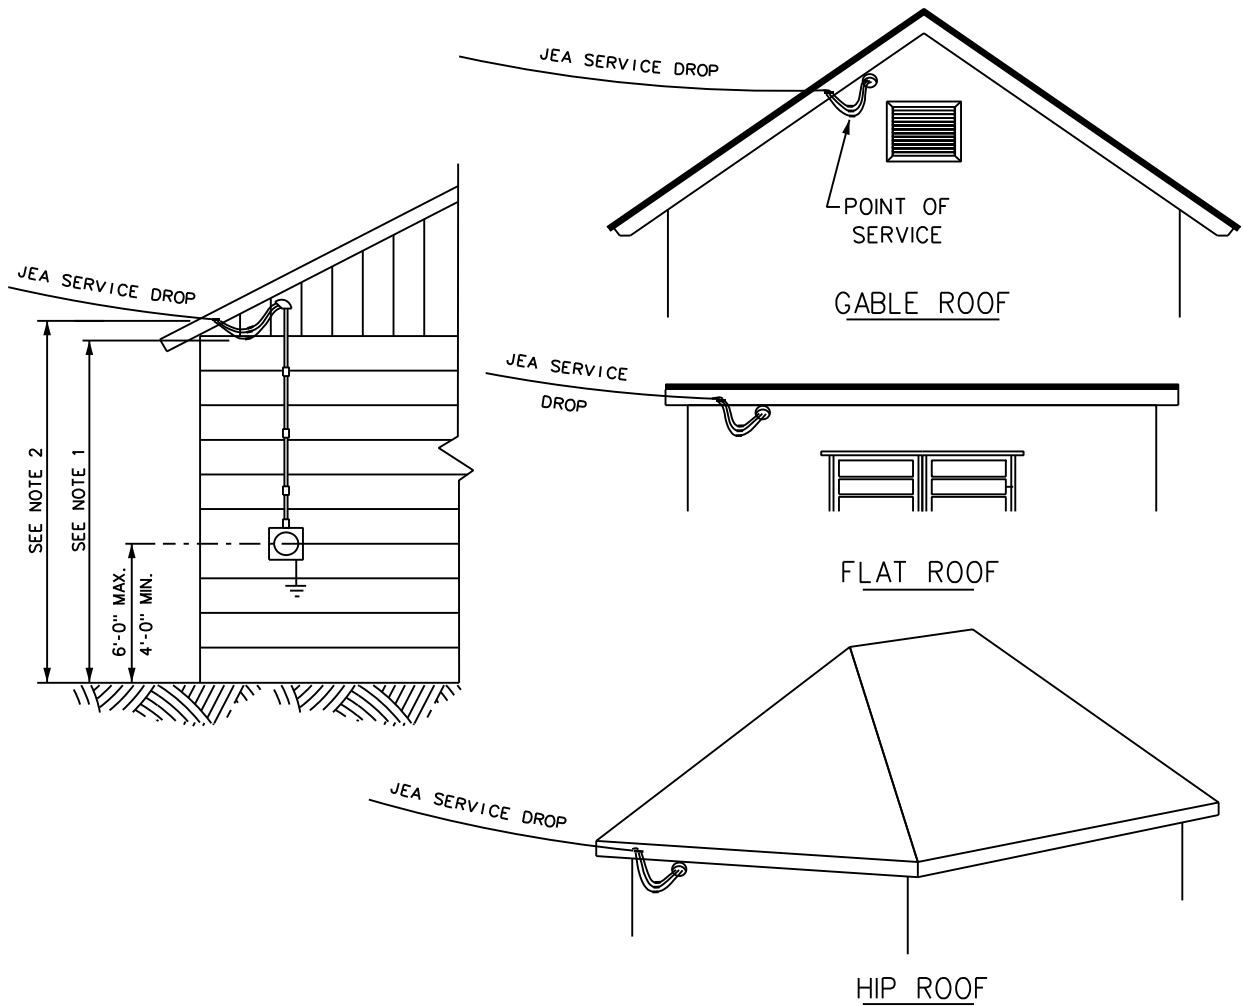 JEA SERVICE DROP
POINT OF
SERVICE
GABLE ROOF
JEA SERVICE DROP
SEE NOTE 2
SEE NOTE 1
6'-0" MAX.
4'-0" MIN.
JEA SERVICE
DROP
FLAT ROOF
JEA SERVICE DROP
HIP ROOF